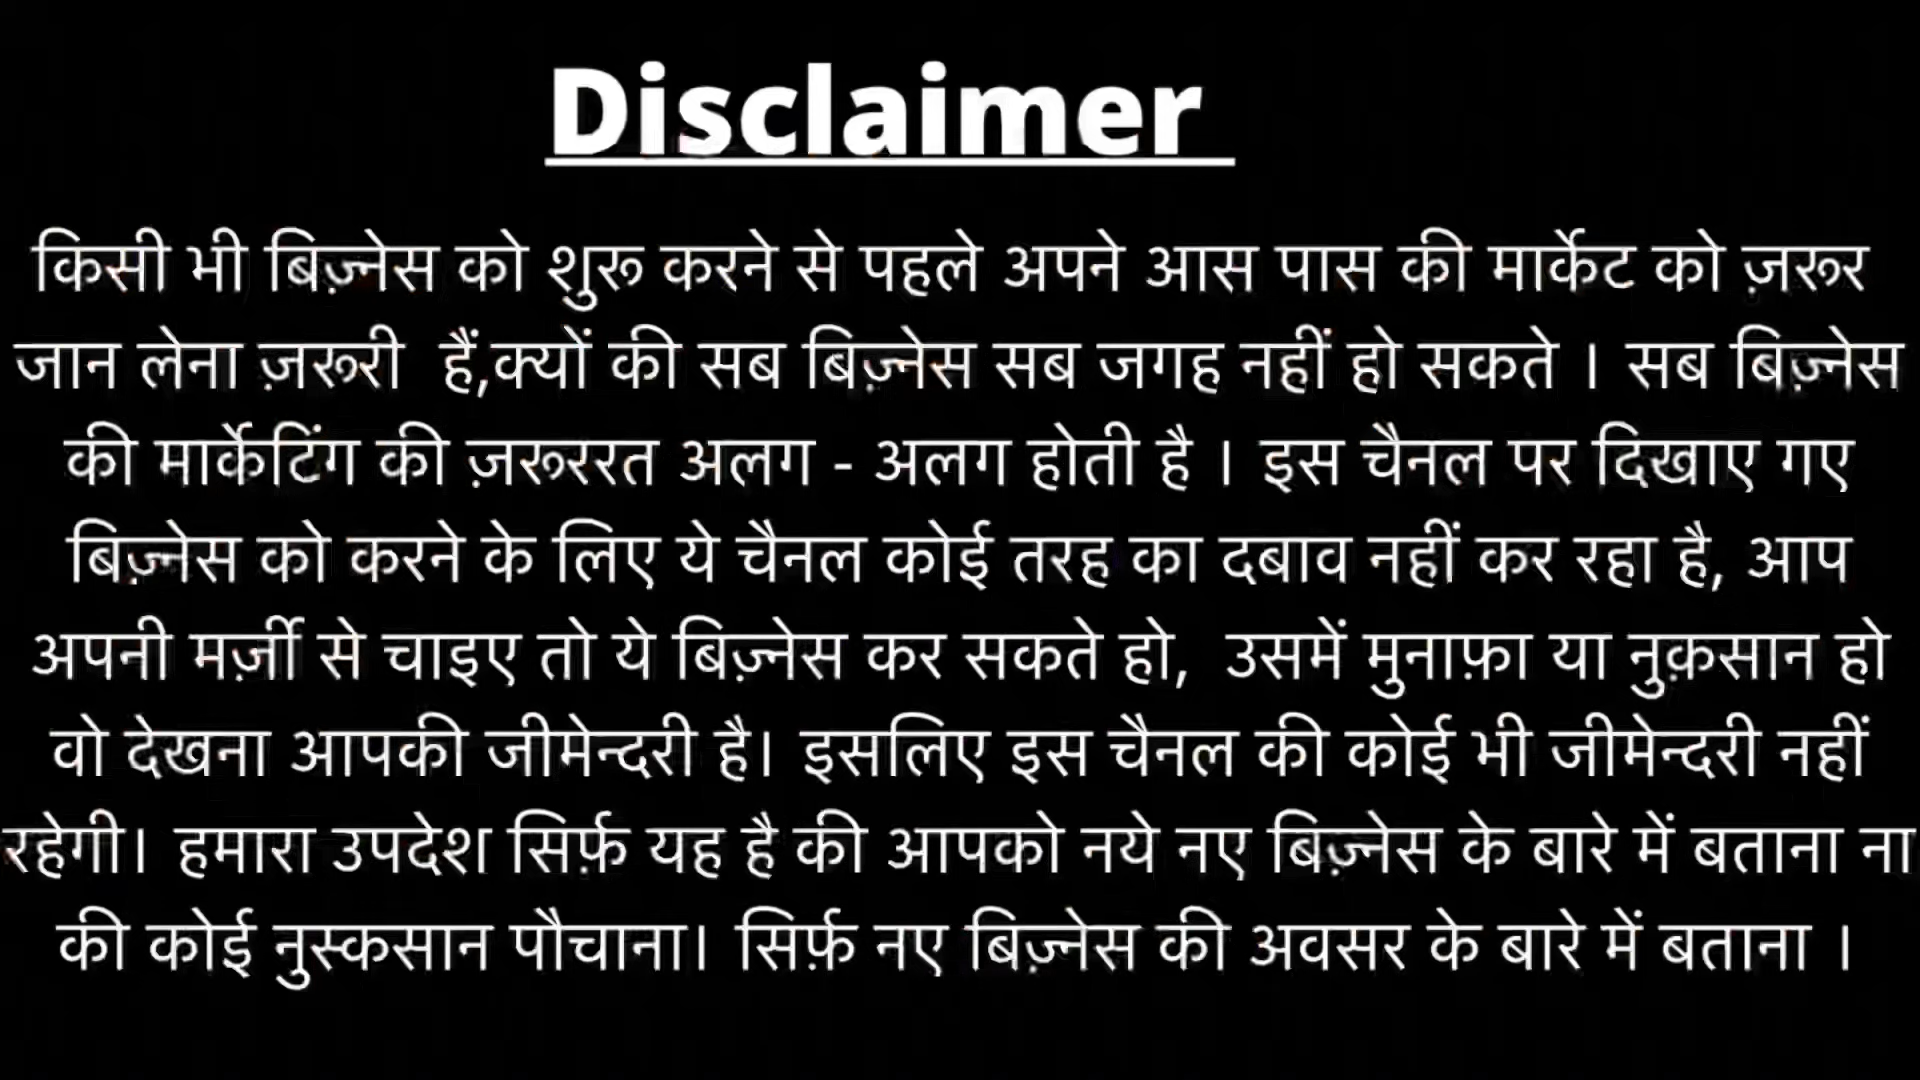 Disclaimer
किसी भी बिज़्नेस को शुरू करने से पहले अपने आस पास की मार्केट को ज़रूर
जान लेना ज़रूरी हैं,क्यों की सब बिज़्नेस सब जगह नहीं हो सकते । सब बिज़्नेस
की मार्केटिंग की ज़रूररत अलग - अलग होती है । इस चैनल पर दिखाए गए
बिज़्नेस को करने के लिए ये चैनल कोई तरह का दबाव नहीं कर रहा है, आप
अपनी मर्ज़ी से चाइए तो ये बिज़्नेस कर सकते हो, उसमें मुनाफ़ा या नुक़सान हो
वो देखना आपकी जीमेन्दरी है। इसलिए इस चैनल की कोई भी जीमेन्दरी नहीं
रहेगी। हमारा उपदेश सिर्फ़ यह है की आपको नये नए बिज़्नेस के बारे में बताना ना
की कोई नुस्कसान पौचाना। सिर्फ़ नए बिज़्नेस की अवसर के बारे में बताना ।